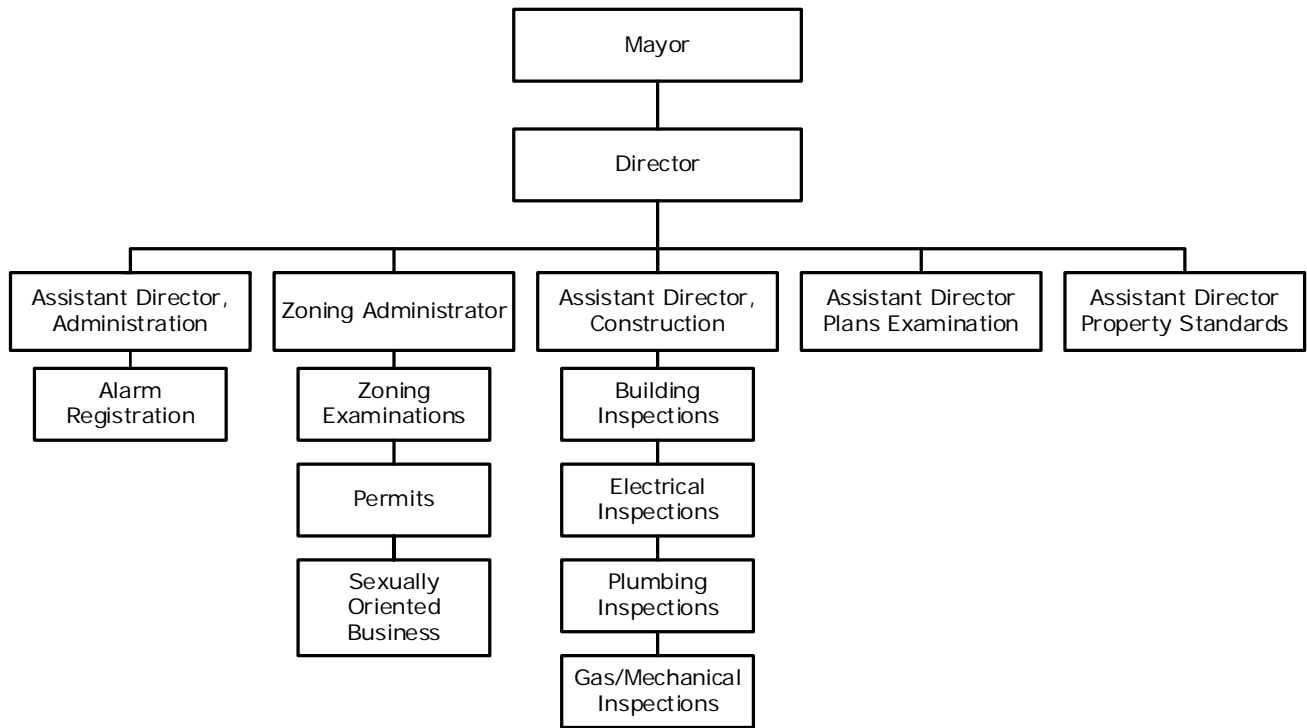 Mayor
Director
Assistant Director,
Administration
Zoning Administrator
Assistant Director,
Construction
Assistant Director
Plans Examination
Assistant Director
Property Standards
Alarm
Registration
Zoning
Examinations
Building
Inspections
Permits
Electrical
Inspections
Sexually
Oriented
Business
Plumbing
Inspections
Gas/Mechanical
Inspections